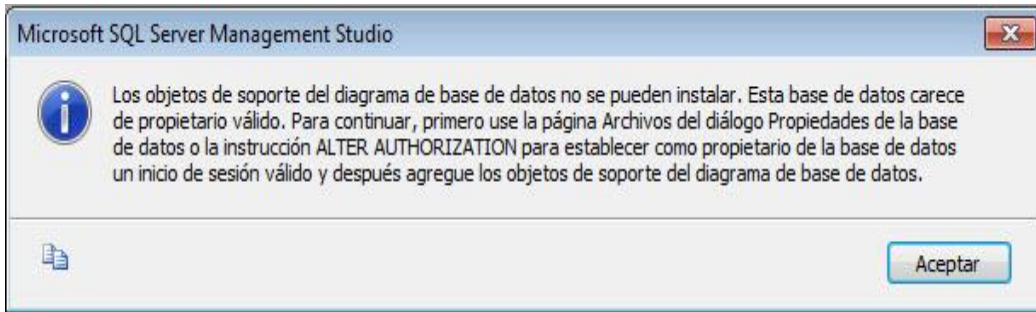 Microsoft SQL Server Management Studio
Los objetos de soporte del diagrama de base de datos no se pueden instalar. Esta base de datos carece
de propietario válido. Para continuar, primero use la página Archivos del diálogo Propiedades de la base
de datos o la instrucción ALTER AUTHORIZATION para establecer como propietario de la base de datos
un inicio de sesión válido y después agregue los objetos de soporte del diagrama de base de datos.
Aceptar